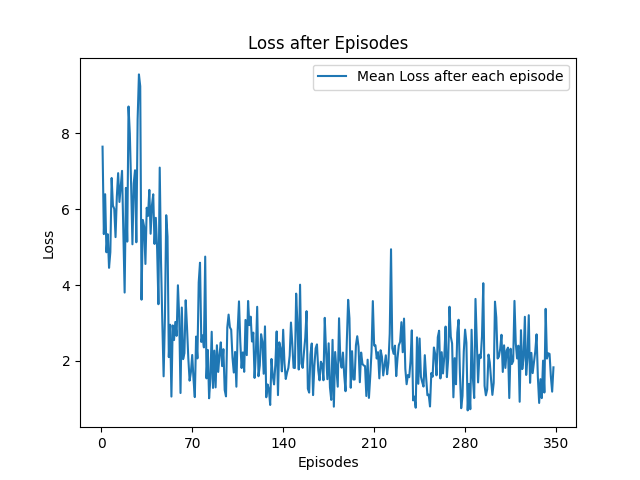 Loss after Episodes
Mean Loss after each episode
8
6
4
2
Loss
0 70 140 210 280 350
Episodes